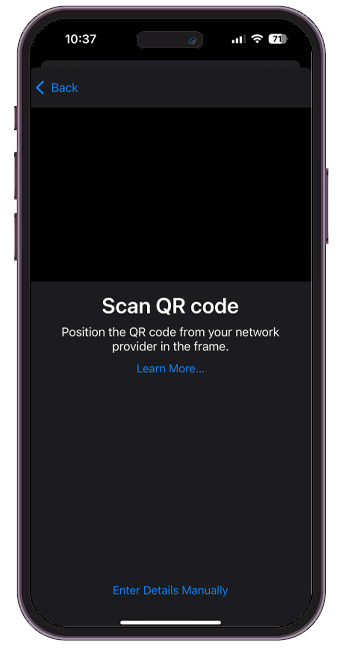 10:37
71
Back
Scan QR code
Position the QR code from your network
provider in the frame.
Learn More...
Enter Details Manually